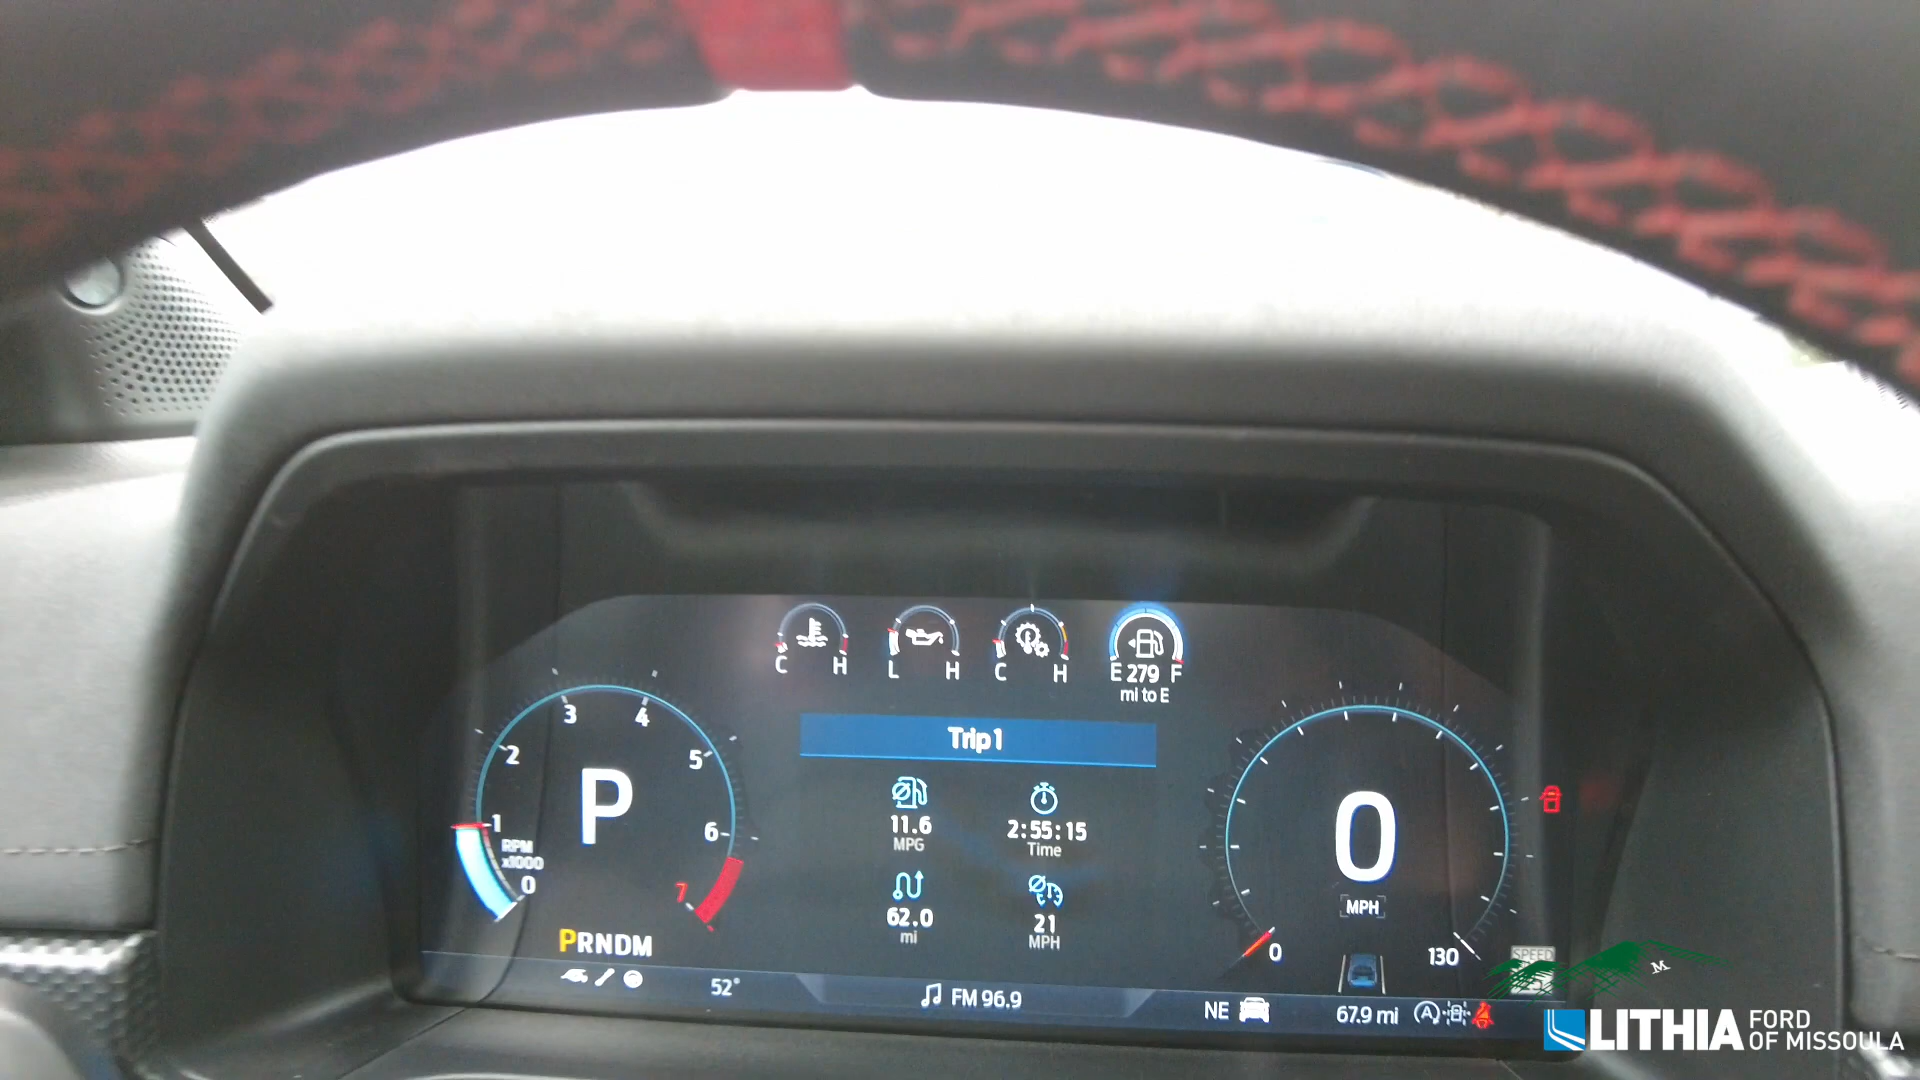 C H
L H
C H
E 279 F
mi to E
Trip 1
11.6
MPG
2:55:15
Time
62.0
mi
21
MPH
1 2 3 4 5 6 7
0
RPM
x1000
P
PRNDM
0
MPH
0
130
SPEED
52°
FM 96.9
NE
67.9 mi
A
M
LITHIA
FORD
OF MISSOULA